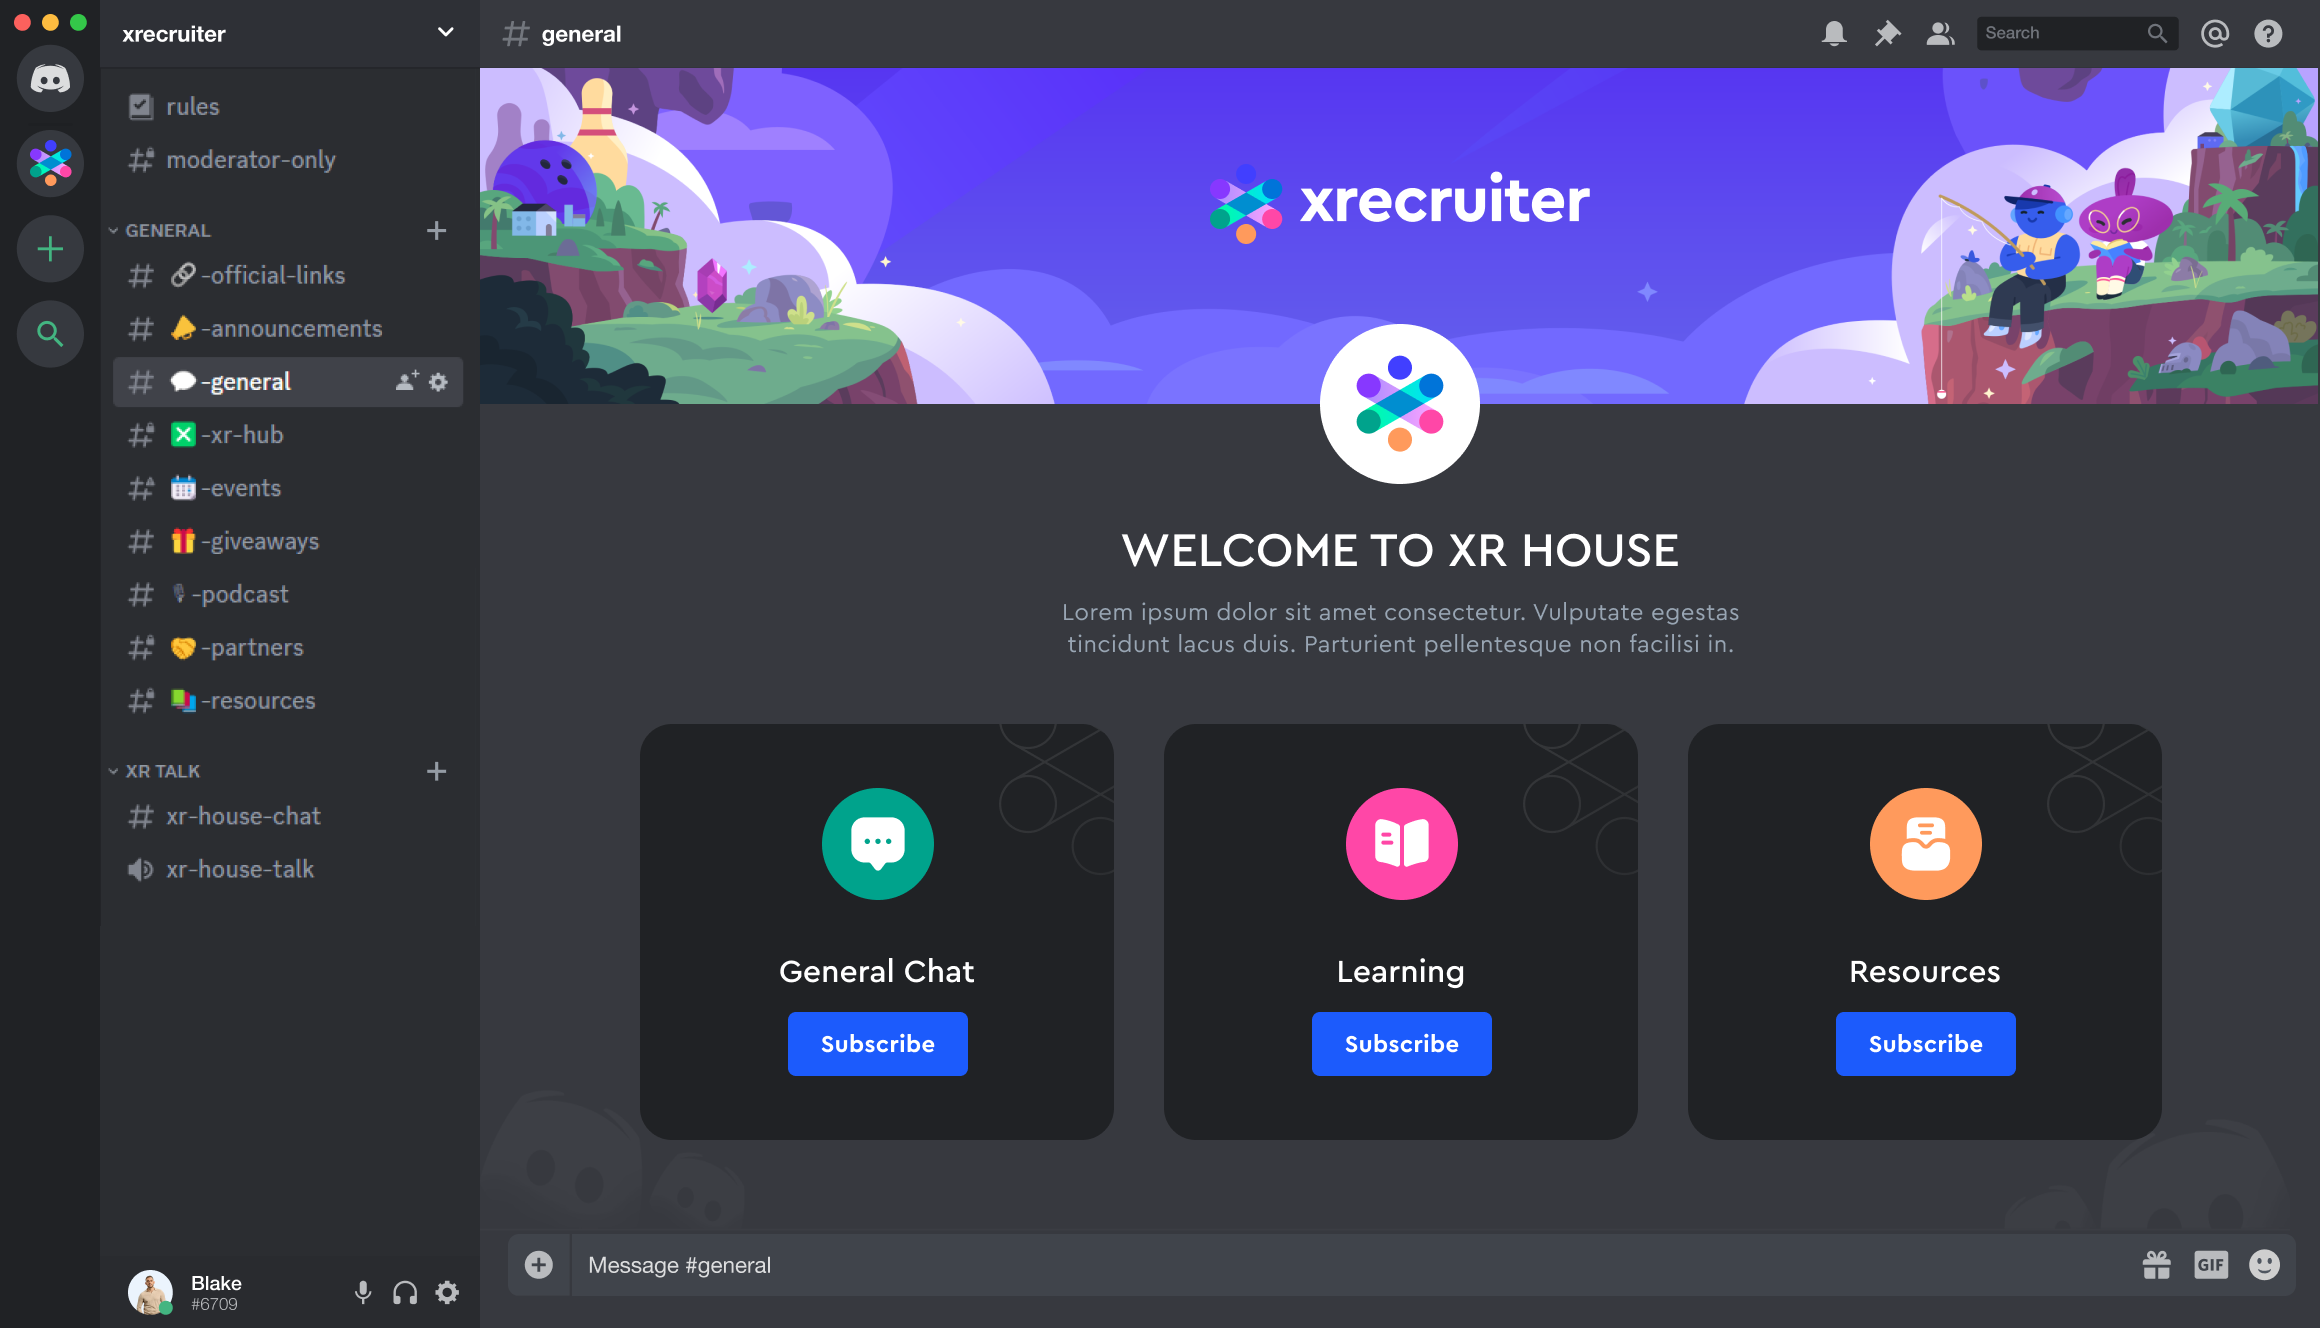 xrecruiter
rules
moderator-only
GENERAL
-official-links
-announcements
-general
-xr-hub
-events
-giveaways
-podcast
-partners
-resources
XR TALK
xr-house-chat
xr-house-talk
Blake
#6709
general
Search
xrecruiter
WELCOME TO XR HOUSE
Lorem ipsum dolor sit amet consectetur. Vulputate egestas
tincidunt lacus duis. Parturient pellentesque non facilisi in.
General Chat
Subscribe
Learning
Subscribe
Resources
Subscribe
Message #general
GIF